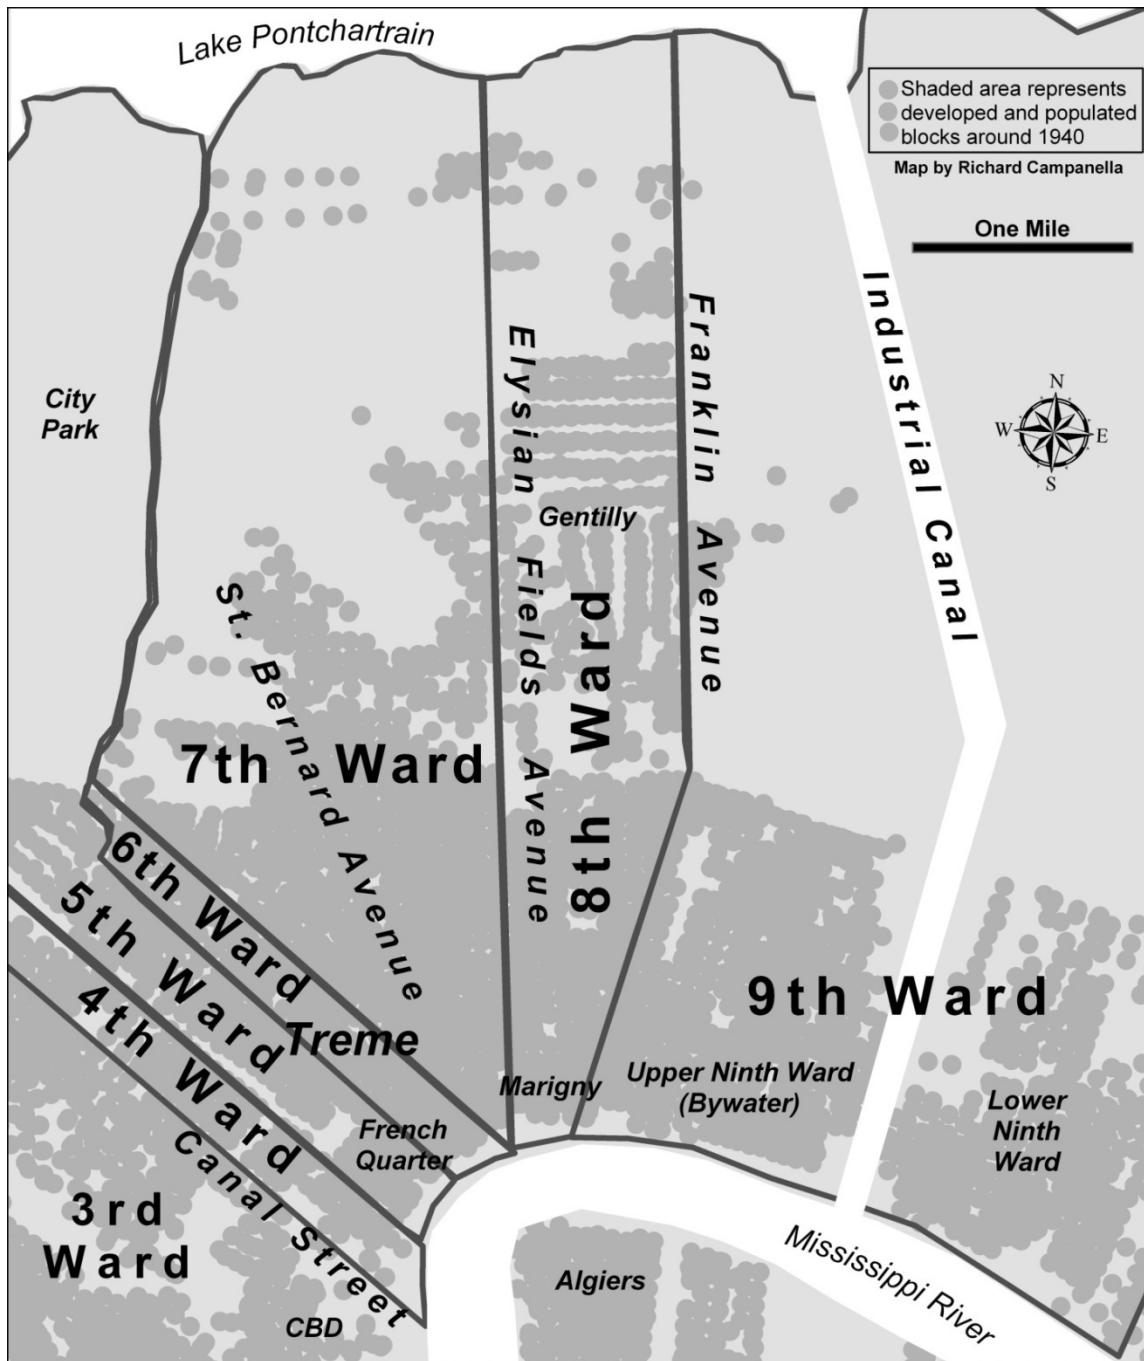 Lake Pontchartrain
Shaded area represents
developed and populated
blocks around 1940
Map by Richard Campanella
One Mile
Industrial Canal
Franklin Avenue
Elysian Fields Avenue
City
Park
N
W
E
S
Gentilly
St. Bernard Avenue
7th Ward
8th Ward
6th Ward
5th Ward
4th Ward
Treme
9th Ward
Marigny
Upper Ninth Ward
(Bywater)
Lower
Ninth
Ward
French
Quarter
Canal Street
3rd
Ward
CBD
Algiers
Mississippi River